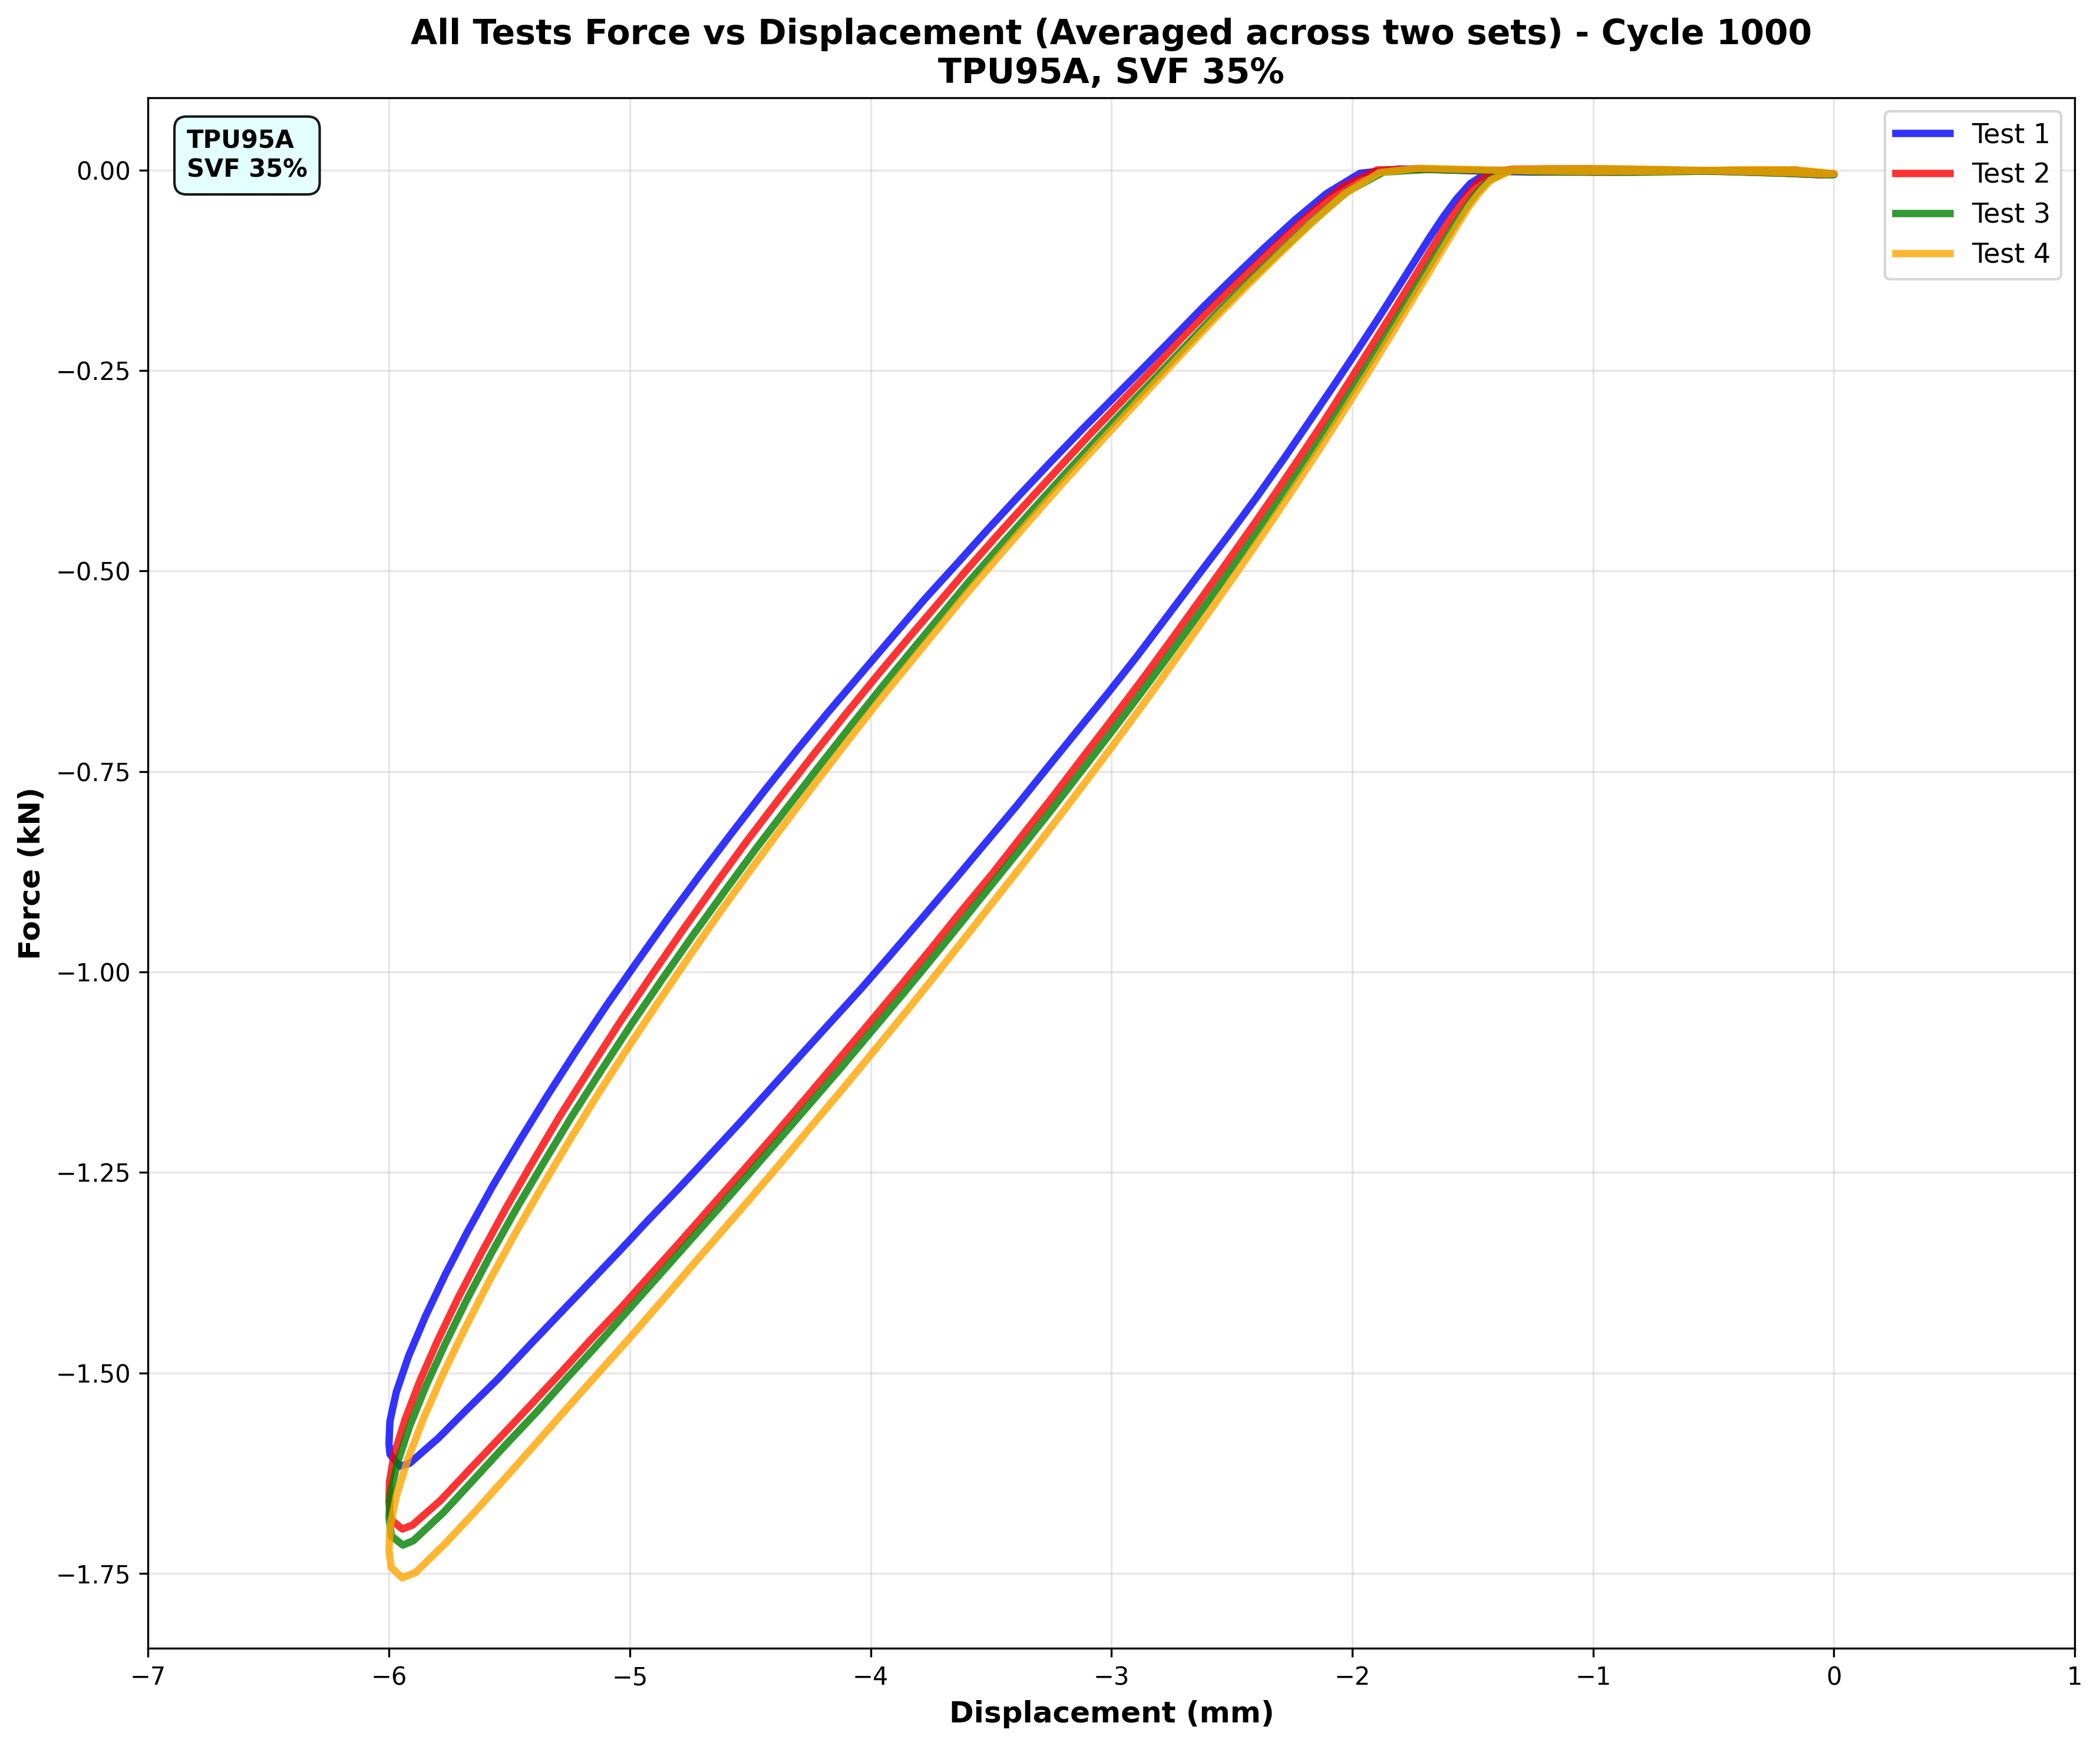 All Tests Force vs Displacement (Averaged across two sets) - Cycle 1000
TPU95A, SVF 35%
TPU95A
SVF 35%
Test 1
Test 2
Test 3
Test 4
0.00
−0.25
−0.50
−0.75
−1.00
−1.25
−1.50
−1.75
Force (kN)
−7
−6
−5
−4
−3
−2
−1
0
1
Displacement (mm)